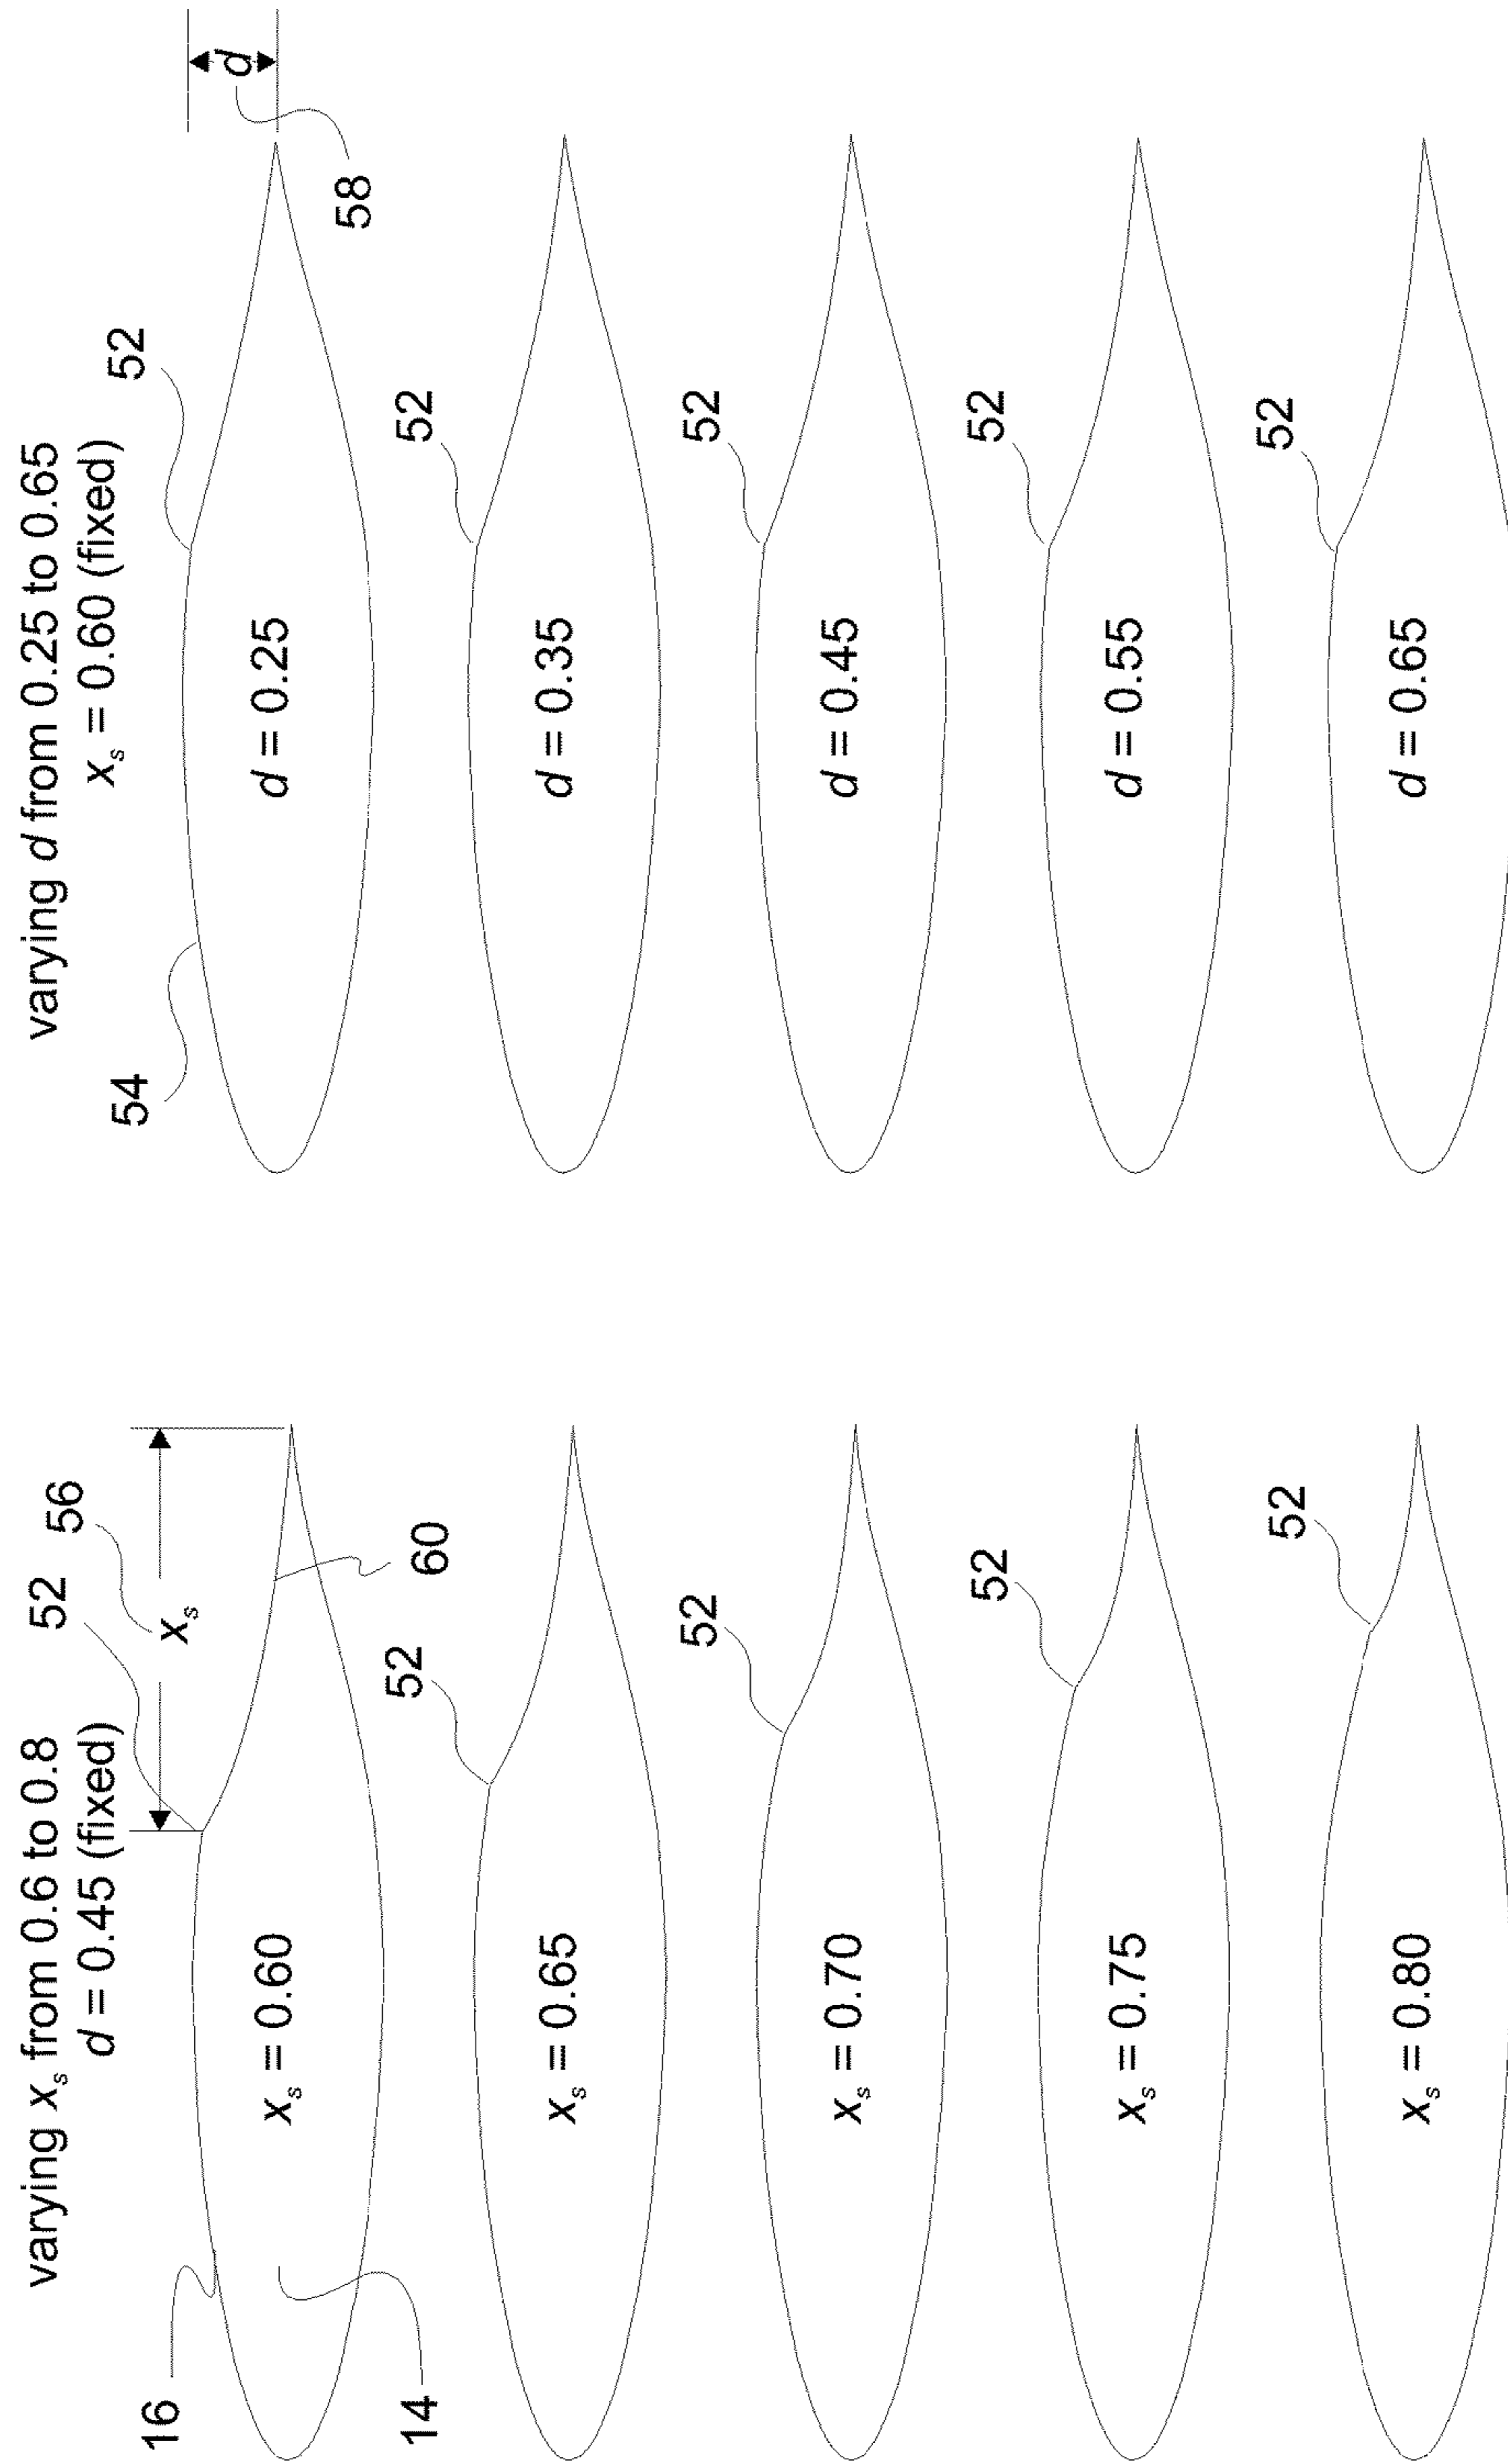 varying xₛ from 0.6 to 0.8
d = 0.45 (fixed)
52
56
xₛ
16
60
14
xₛ = 0.60
52
xₛ = 0.65
52
xₛ = 0.70
52
xₛ = 0.75
52
xₛ = 0.80
varying d from 0.25 to 0.65
xₛ = 0.60 (fixed)
54
52
d
58
d = 0.25
52
d = 0.35
52
d = 0.45
52
d = 0.55
52
d = 0.65